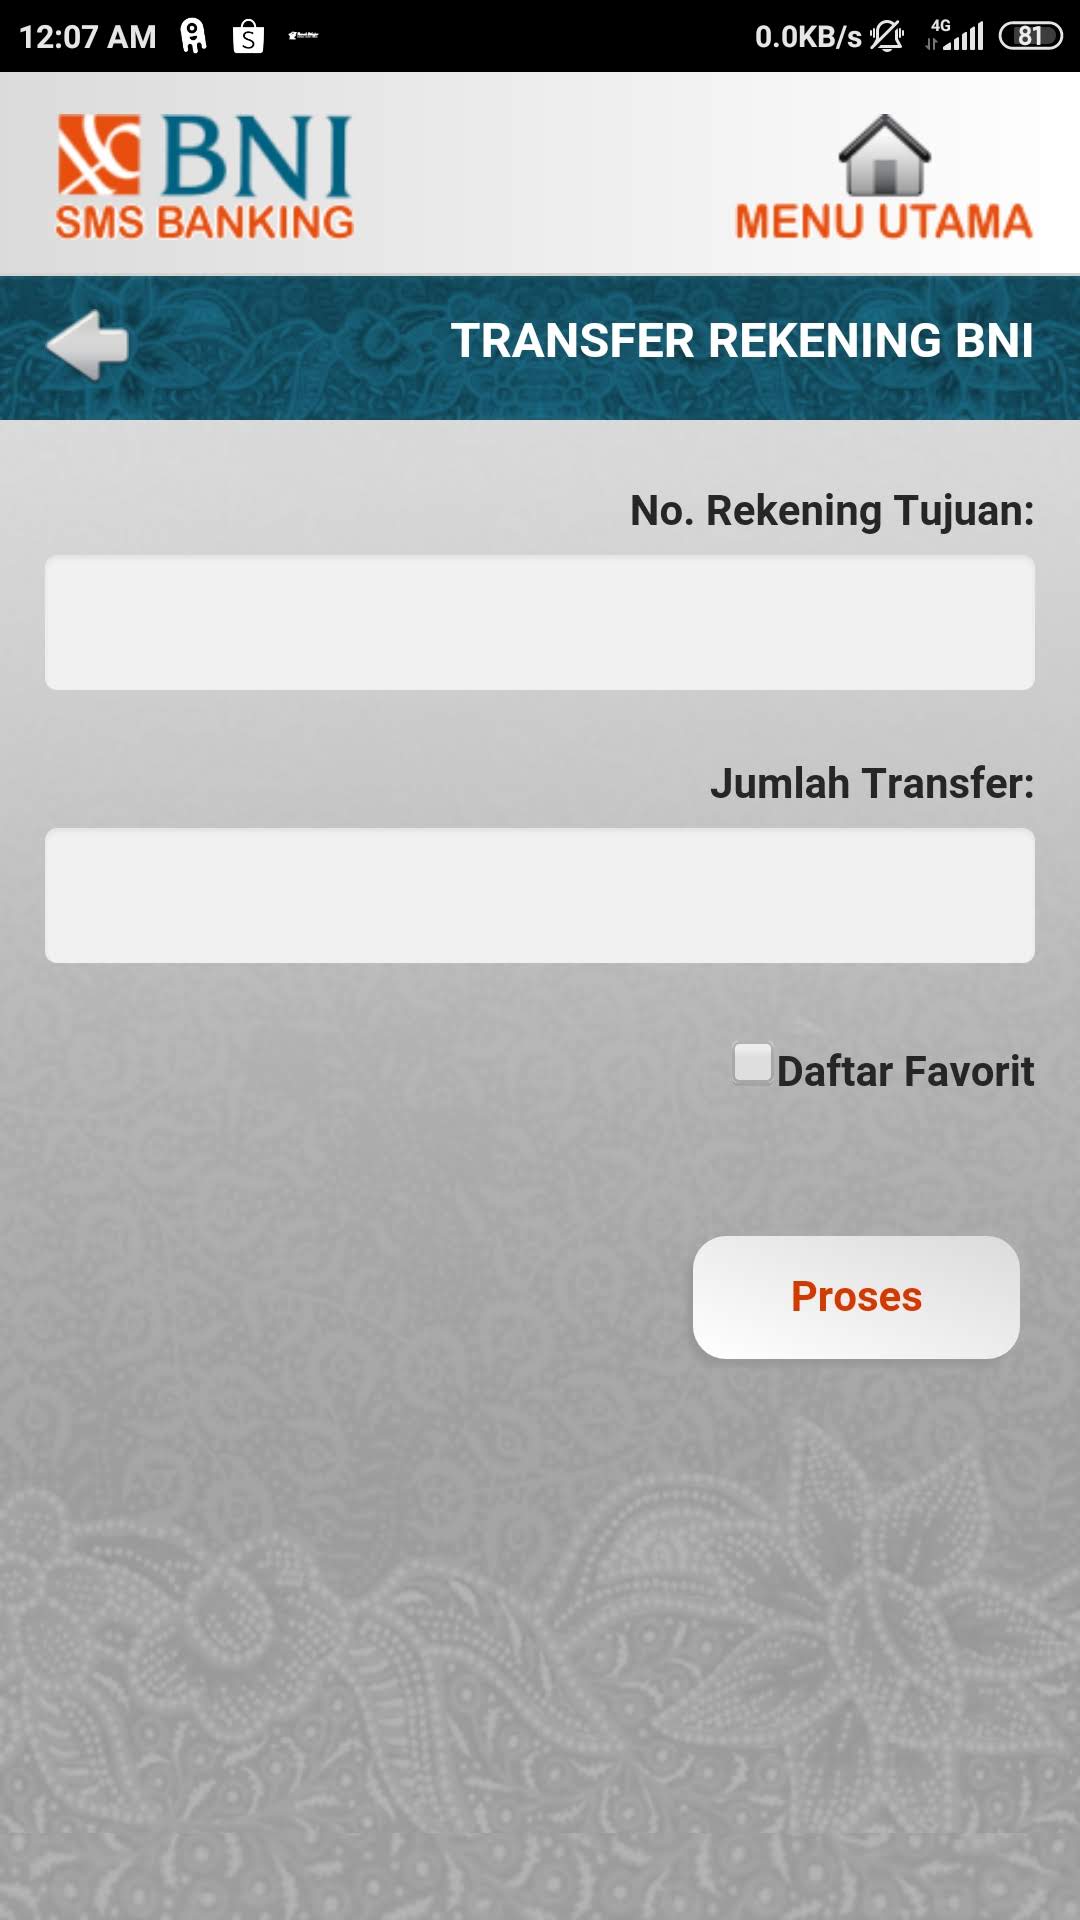 12:07 AM 0.0KB/s 4G 81
BNI
SMS BANKING
MENU UTAMA
TRANSFER REKENING BNI
No. Rekening Tujuan:
Jumlah Transfer:
Daftar Favorit
Proses